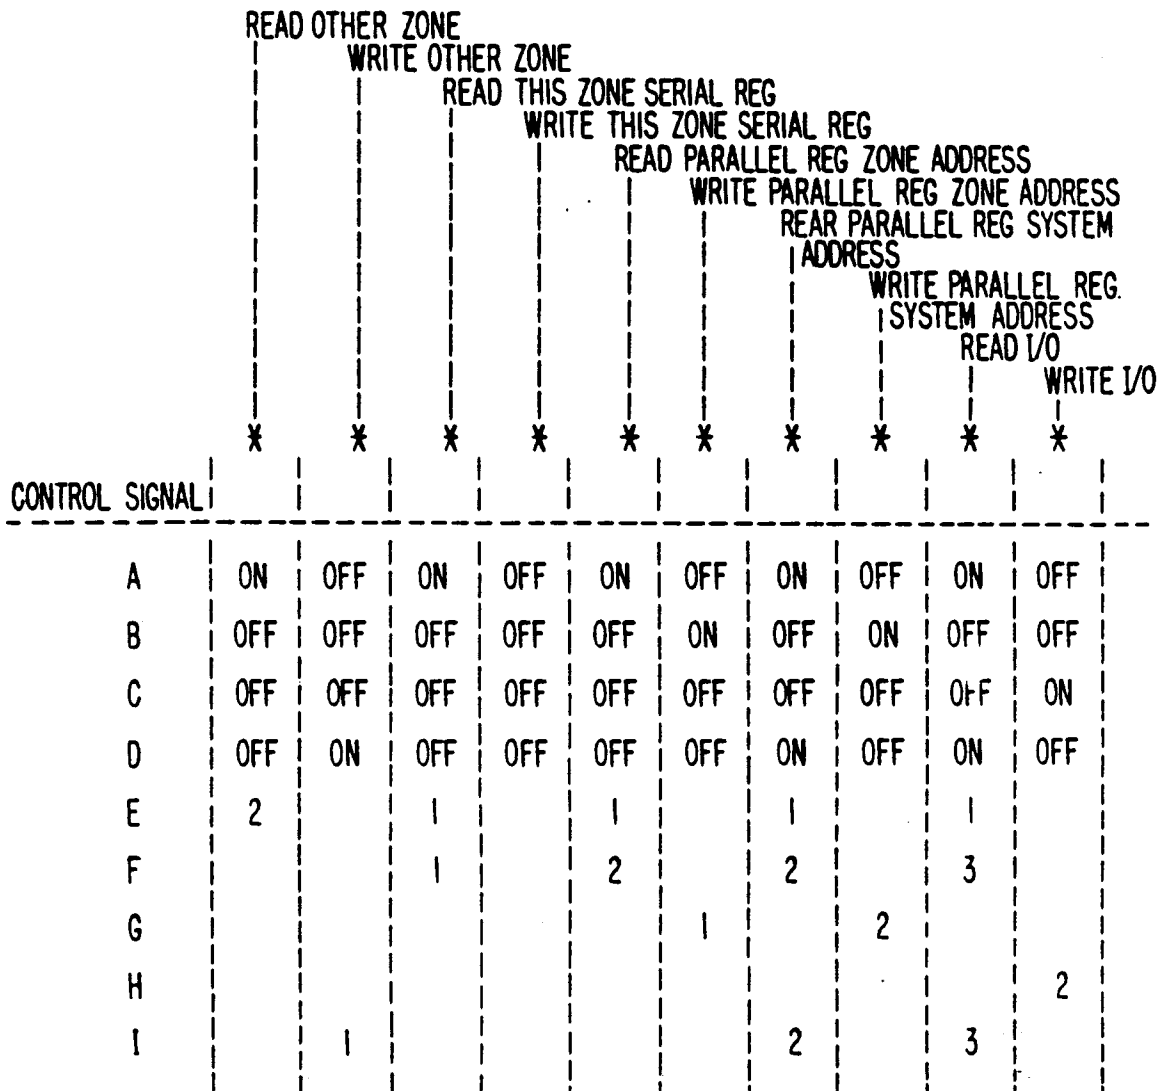 READ OTHER ZONE
WRITE OTHER ZONE
READ THIS ZONE SERIAL REG
WRITE THIS ZONE SERIAL REG
READ PARALLEL REG ZONE ADDRESS
WRITE PARALLEL REG ZONE ADDRESS
REAR PARALLEL REG SYSTEM
ADDRESS
WRITE PARALLEL REG.
SYSTEM ADDRESS
READ I/O
WRITE I/O
* * * * * * * * * *
CONTROL SIGNAL
A ON OFF ON OFF ON OFF ON OFF ON OFF
B OFF OFF OFF OFF OFF ON OFF ON OFF OFF
C OFF OFF OFF OFF OFF OFF OFF OFF OFF ON
D OFF ON OFF OFF OFF OFF ON OFF ON OFF
E 2 1 1 1 1
F 1 2 2 3
G 1 2
H 2
I 1 2 3